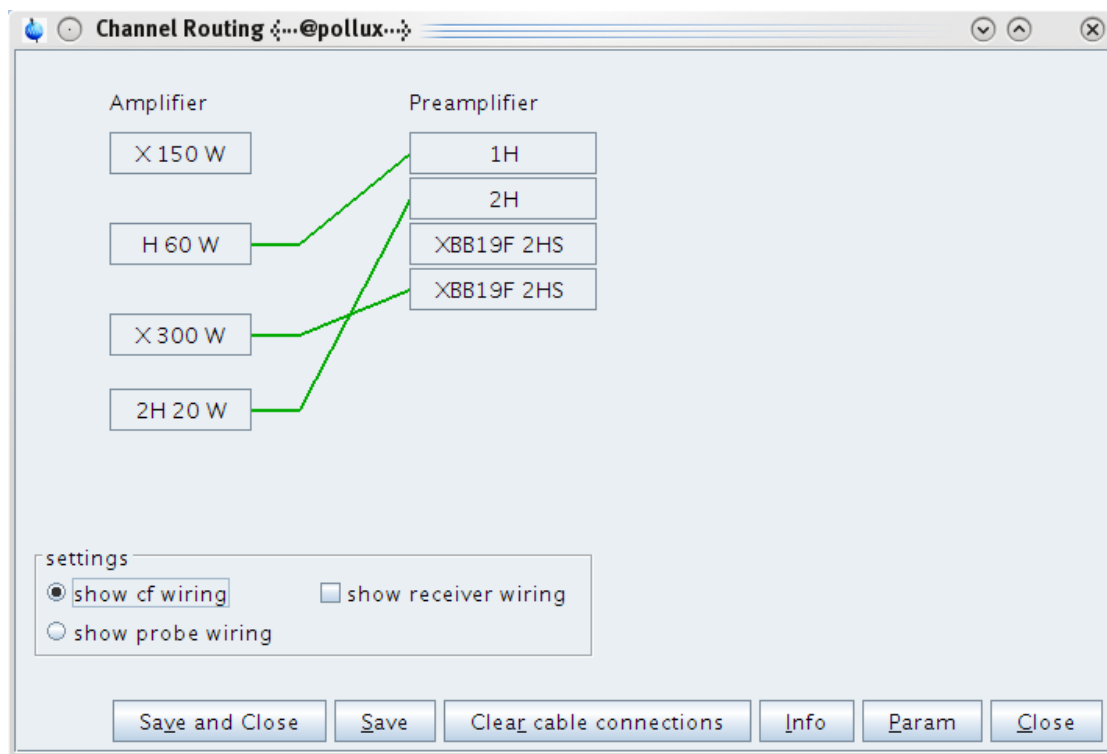 Channel Routing <...@pollux...>
Amplifier Preamplifier
X 150 W 1H
2H
H 60 W XBB19F 2HS
XBB19F 2HS
X 300 W
2H 20 W
settings
show cf wiring show receiver wiring
show probe wiring
Save and Close Save Clear cable connections Info Param Close